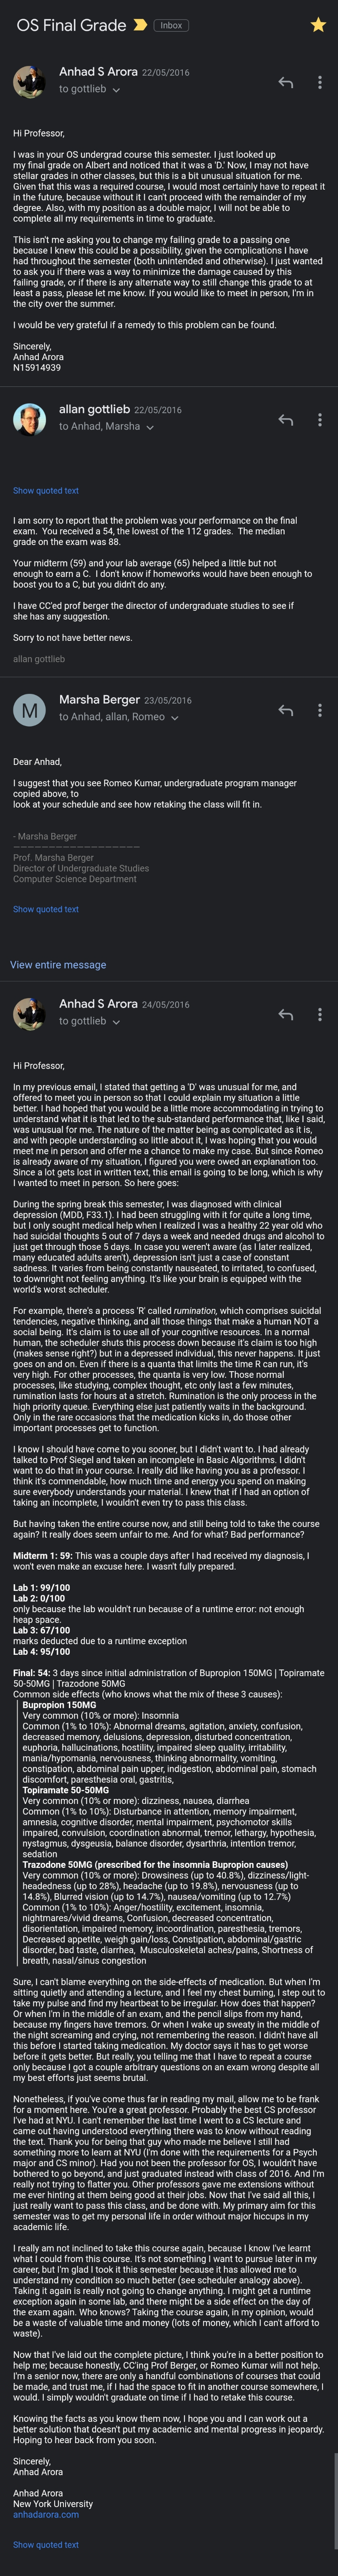 OS Final Grade
Inbox
Anhad S Arora 22/05/2016
to gottlieb
Hi Professor,
I was in your OS undergrad course this semester. I just looked up
my final grade on Albert and noticed that it was a 'D.' Now, I may not have
stellar grades in other classes, but this is a bit unusual situation for me.
Given that this was a required course, I would most certainly have to repeat it
in the future, because without it I can't proceed with the remainder of my
degree. Also, with my position as a double major, I will not be able to
complete all my requirements in time to graduate.
This isn't me asking you to change my failing grade to a passing one
because I knew this could be a possibility, given the complications I have
had throughout the semester (both unintended and otherwise). I just wanted
to ask you if there was a way to minimize the damage caused by this
failing grade, or if there is any alternate way to still change this grade to at
least a pass, please let me know. If you would like to meet in person, I'm in
the city over the summer.
I would be very grateful if a remedy to this problem can be found.
Sincerely,
Anhad Arora
N15914939
allan gottlieb 22/05/2016
to Anhad, Marsha
Show quoted text
I am sorry to report that the problem was your performance on the final
exam. You received a 54, the lowest of the 112 grades. The median
grade on the exam was 88.
Your midterm (59) and your lab average (65) helped a little but not
enough to earn a C. I don't know if homeworks would have been enough to
boost you to a C, but you didn't do any.
I have CC'ed prof berger the director of undergraduate studies to see if
she has any suggestion.
Sorry to not have better news.
allan gottlieb
M
Marsha Berger 23/05/2016
to Anhad, allan, Romeo
Dear Anhad,
I suggest that you see Romeo Kumar, undergraduate program manager
copied above, to
look at your schedule and see how retaking the class will fit in.
- Marsha Berger
———————————————————
Prof. Marsha Berger
Director of Undergraduate Studies
Computer Science Department
Show quoted text
View entire message
Anhad S Arora 24/05/2016
to gottlieb
Hi Professor,
In my previous email, I stated that getting a 'D' was unusual for me, and
offered to meet you in person so that I could explain my situation a little
better. I had hoped that you would be a little more accommodating in trying to
understand what it is that led to the sub-standard performance that, like I said,
was unusual for me. The nature of the matter being as complicated as it is,
and with people understanding so little about it, I was hoping that you would
meet me in person and offer me a chance to make my case. But since Romeo
is already aware of my situation, I figured you were owed an explanation too.
Since a lot gets lost in written text, this email is going to be long, which is why
I wanted to meet in person. So here goes:
During the spring break this semester, I was diagnosed with clinical
depression (MDD, F33.1). I had been struggling with it for quite a long time,
but I only sought medical help when I realized I was a healthy 22 year old who
had suicidal thoughts 5 out of 7 days a week and needed drugs and alcohol to
just get through those 5 days. In case you weren't aware (as I later realized,
many educated adults aren't), depression isn't just a case of constant
sadness. It varies from being constantly nauseated, to irritated, to confused,
to downright not feeling anything. It's like your brain is equipped with the
world's worst scheduler.
For example, there's a process 'R' called rumination, which comprises suicidal
tendencies, negative thinking, and all those things that make a human NOT a
social being. It's claim is to use all of your cognitive resources. In a normal
human, the scheduler shuts this process down because it's claim is too high
(makes sense right?) but in a depressed individual, this never happens. It just
goes on and on. Even if there is a quanta that limits the time R can run, it's
very high. For other processes, the quanta is very low. Those normal
processes, like studying, complex thought, etc only last a few minutes,
rumination lasts for hours at a stretch. Rumination is the only process in the
high priority queue. Everything else just patiently waits in the background.
Only in the rare occasions that the medication kicks in, do those other
important processes get to function.
I know I should have come to you sooner, but I didn't want to. I had already
talked to Prof Siegel and taken an incomplete in Basic Algorithms. I didn't
want to do that in your course. I really did like having you as a professor. I
think it's commendable, how much time and energy you spend on making
sure everybody understands your material. I knew that if I had an option of
taking an incomplete, I wouldn't even try to pass this class.
But having taken the entire course now, and still being told to take the course
again? It really does seem unfair to me. And for what? Bad performance?
Midterm 1: 59: This was a couple days after I had received my diagnosis, I
won't even make an excuse here. I wasn't fully prepared.
Lab 1: 99/100
Lab 2: 0/100
only because the lab wouldn't run because of a runtime error: not enough
heap space.
Lab 3: 67/100
marks deducted due to a runtime exception
Lab 4: 95/100
Final: 54: 3 days since initial administration of Bupropion 150MG | Topiramate
50-50MG | Trazodone 50MG
Common side effects (who knows what the mix of these 3 causes):
Bupropion 150MG
Very common (10% or more): Insomnia
Common (1% to 10%): Abnormal dreams, agitation, anxiety, confusion,
decreased memory, delusions, depression, disturbed concentration,
euphoria, hallucinations, hostility, impaired sleep quality, irritability,
mania/hypomania, nervousness, thinking abnormality, vomiting,
constipation, abdominal pain upper, indigestion, abdominal pain, stomach
discomfort, paresthesia oral, gastritis,
Topiramate 50-50MG
Very common (10% or more): dizziness, nausea, diarrhea
Common (1% to 10%): Disturbance in attention, memory impairment,
amnesia, cognitive disorder, mental impairment, psychomotor skills
impaired, convulsion, coordination abnormal, tremor, lethargy, hypothesia,
nystagmus, dysgeusia, balance disorder, dysarthria, intention tremor,
sedation
Trazodone 50MG (prescribed for the insomnia Bupropion causes)
Very common (10% or more): Drowsiness (up to 40.8%), dizziness/light-
headedness (up to 28%), headache (up to 19.8%), nervousness (up to
14.8%), Blurred vision (up to 14.7%), nausea/vomiting (up to 12.7%)
Common (1% to 10%): Anger/hostility, excitement, insomnia,
nightmares/vivid dreams, Confusion, decreased concentration,
disorientation, impaired memory, incoordination, paresthesia, tremors,
Decreased appetite, weigh gain/loss, Constipation, abdominal/gastric
disorder, bad taste, diarrhea, Musculoskeletal aches/pains, Shortness of
breath, nasal/sinus congestion
Sure, I can't blame everything on the side-effects of medication. But when I'm
sitting quietly and attending a lecture, and I feel my chest burning, I step out to
take my pulse and find my heartbeat to be irregular. How does that happen?
Or when I'm in the middle of an exam, and the pencil slips from my hand,
because my fingers have tremors. Or when I wake up sweaty in the middle of
the night screaming and crying, not remembering the reason. I didn't have all
this before I started taking medication. My doctor says it has to get worse
before it gets better. But really, you telling me that I have to repeat a course
only because I got a couple arbitrary questions on an exam wrong despite all
my best efforts just seems brutal.
Nonetheless, if you've come thus far in reading my mail, allow me to be frank
for a moment here. You're a great professor. Probably the best CS professor
I've had at NYU. I can't remember the last time I went to a CS lecture and
came out having understood everything there was to know without reading
the text. Thank you for being that guy who made me believe I still had
something more to learn at NYU (I'm done with the requirements for a Psych
major and CS minor). Had you not been the professor for OS, I wouldn't have
bothered to go beyond, and just graduated instead with class of 2016. And I'm
really not trying to flatter you. Other professors gave me extensions without
me ever hinting at them being good at their jobs. Now that I've said all this, I
just really want to pass this class, and be done with. My primary aim for this
semester was to get my personal life in order without major hiccups in my
academic life.
I really am not inclined to take this course again, because I know I've learnt
what I could from this course. It's not something I want to pursue later in my
career, but I'm glad I took it this semester because it has allowed me to
understand my condition so much better (see scheduler analogy above).
Taking it again is really not going to change anything. I might get a runtime
exception again in some lab, and there might be a side effect on the day of
the exam again. Who knows? Taking the course again, in my opinion, would
be a waste of valuable time and money (lots of money, which I can't afford to
waste).
Now that I've laid out the complete picture, I think you're in a better position to
help me; because honestly, CC'ing Prof Berger, or Romeo Kumar will not help.
I'm a senior now, there are only a handful combinations of courses that could
be made, and trust me, if I had the space to fit in another course somewhere, I
would. I simply wouldn't graduate on time if I had to retake this course.
Knowing the facts as you know them now, I hope you and I can work out a
better solution that doesn't put my academic and mental progress in jeopardy.
Hoping to hear back from you soon.
Sincerely,
Anhad Arora
Anhad Arora
New York University
anhadarora.com
Show quoted text